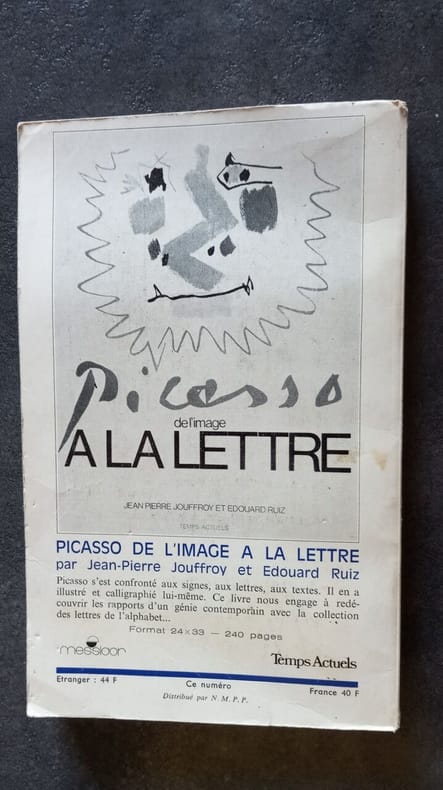 Picasso
de l'image
A LA LETTRE
JEAN PIERRE JOUFFROY ET EDOUARD RUIZ
TEMPS ACTUELS
PICASSO DE L'IMAGE A LA LETTRE
par Jean-Pierre Jouffroy et Edouard Ruiz
Picasso s'est confronté aux signes, aux lettres, aux textes. Il en a
illustré et calligraphié lui-même. Ce livre nous engage à redé-
couvrir les rapports d'un génie contemporain avec la collection
des lettres de l'alphabet...
Format 24 × 33 — 240 pages
messidor
Temps Actuels
Etranger : 44 F
Ce numéro
France 40 F
Distribué par N. M. P. P.